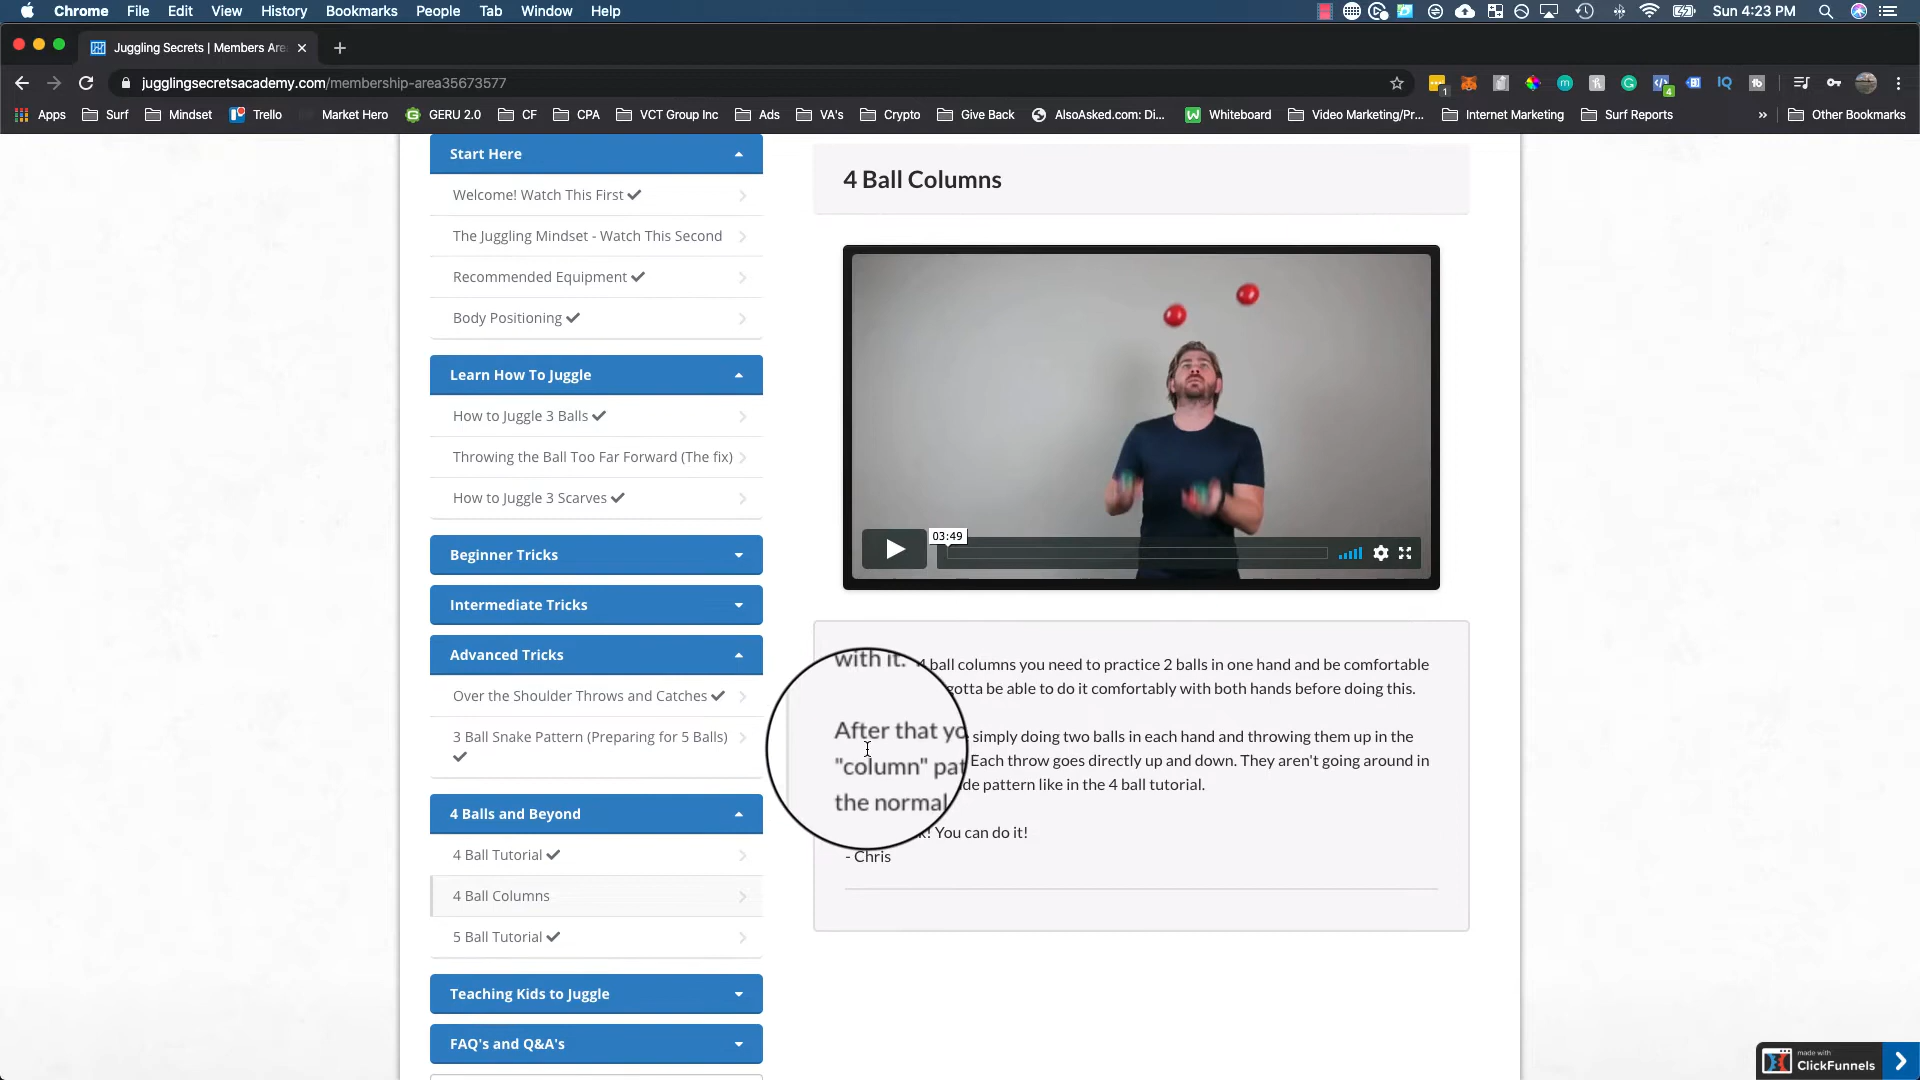 Chrome File Edit View History Bookmarks People Tab Window Help
Sun 4:23 PM
Juggling Secrets | Members Are
jugglingsecretsacademy.com/membership-area35673577
1
4
IQ
Apps Surf Mindset Trello Market Hero GERU 2.0 CF CPA VCT Group Inc Ads VA's Crypto Give Back AlsoAsked.com: Di... Whiteboard Video Marketing/Pr... Internet Marketing Surf Reports » Other Bookmarks
Start Here
Welcome! Watch This First
The Juggling Mindset - Watch This Second
Recommended Equipment
Body Positioning
Learn How To Juggle
How to Juggle 3 Balls
Throwing the Ball Too Far Forward (The fix)
How to Juggle 3 Scarves
Beginner Tricks
Intermediate Tricks
Advanced Tricks
Over the Shoulder Throws and Catches
3 Ball Snake Pattern (Preparing for 5 Balls)
4 Balls and Beyond
4 Ball Tutorial
4 Ball Columns
5 Ball Tutorial
Teaching Kids to Juggle
FAQ's and Q&A's
4 Ball Columns
03:49
with it. 4 ball columns you need to practice 2 balls in one hand and be comfortable
gotta be able to do it comfortably with both hands before doing this.
After that yo simply doing two balls in each hand and throwing them up in the
"column" pat Each throw goes directly up and down. They aren't going around in
the normal de pattern like in the 4 ball tutorial.
! You can do it!
- Chris
made with
ClickFunnels